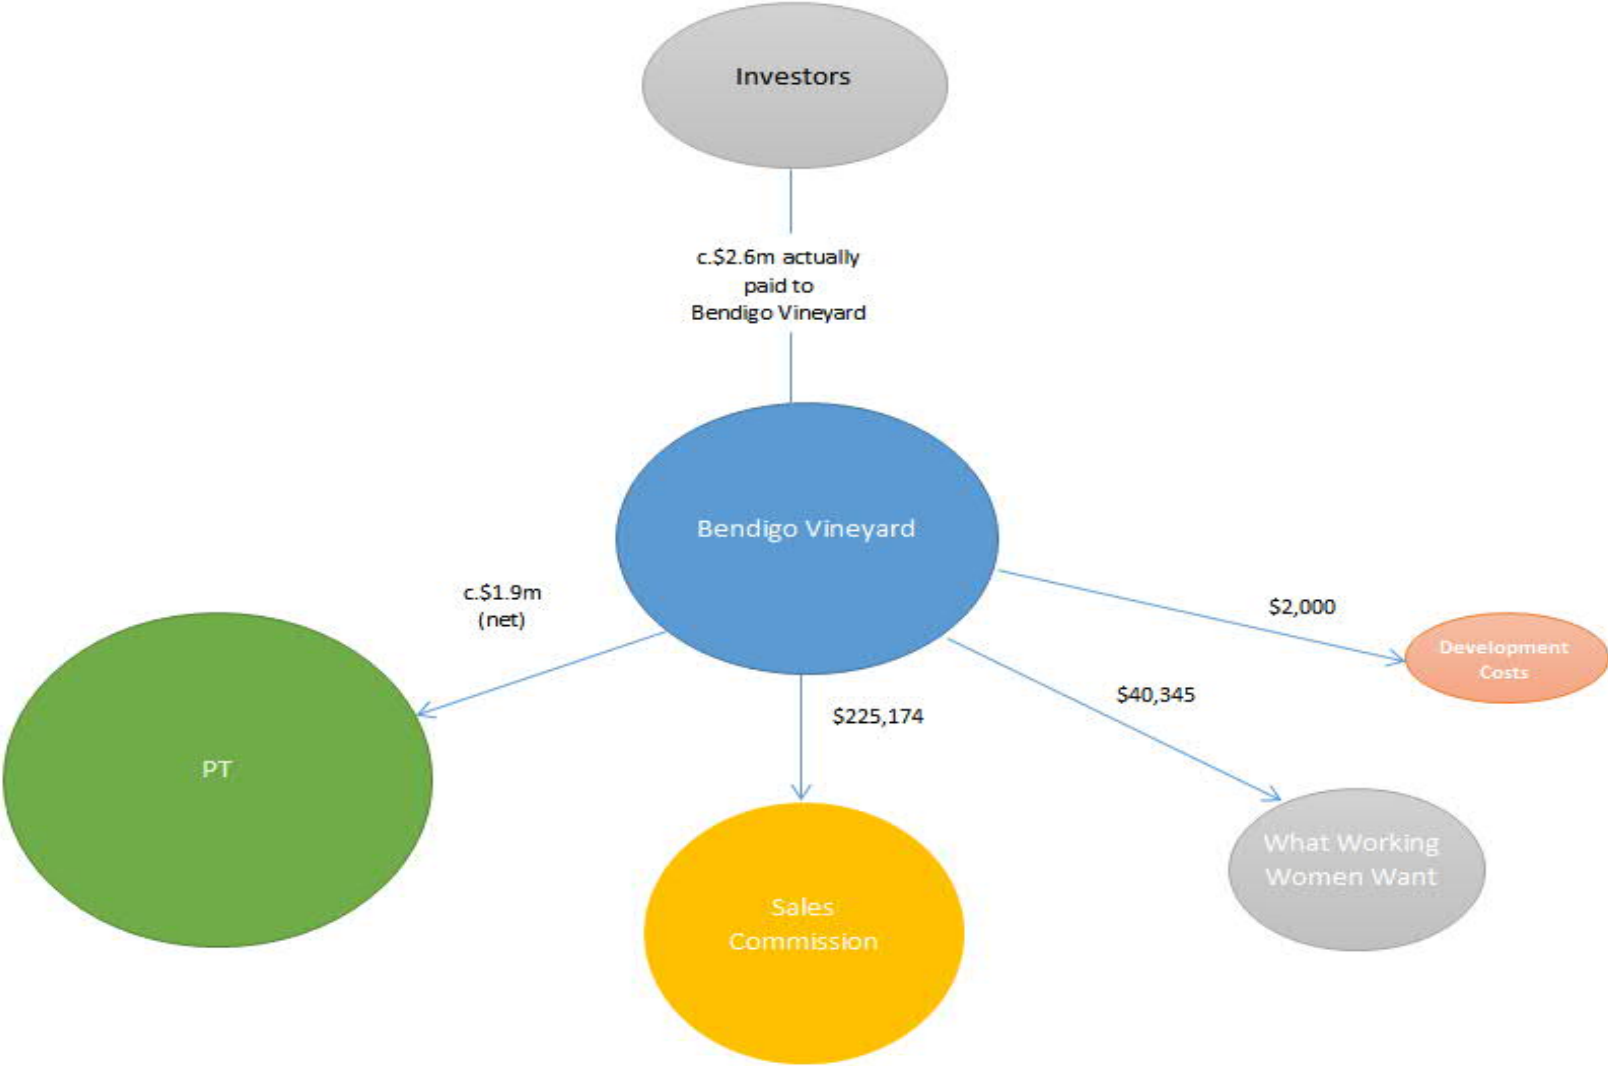 Investors
c.$2.6m actually
paid to
Bendigo Vineyard
Bendigo Vineyard
c.$1.9m
(net)
$2,000
Development
Costs
$40,345
$225,174
PT
What Working
Women Want
Sales
Commission